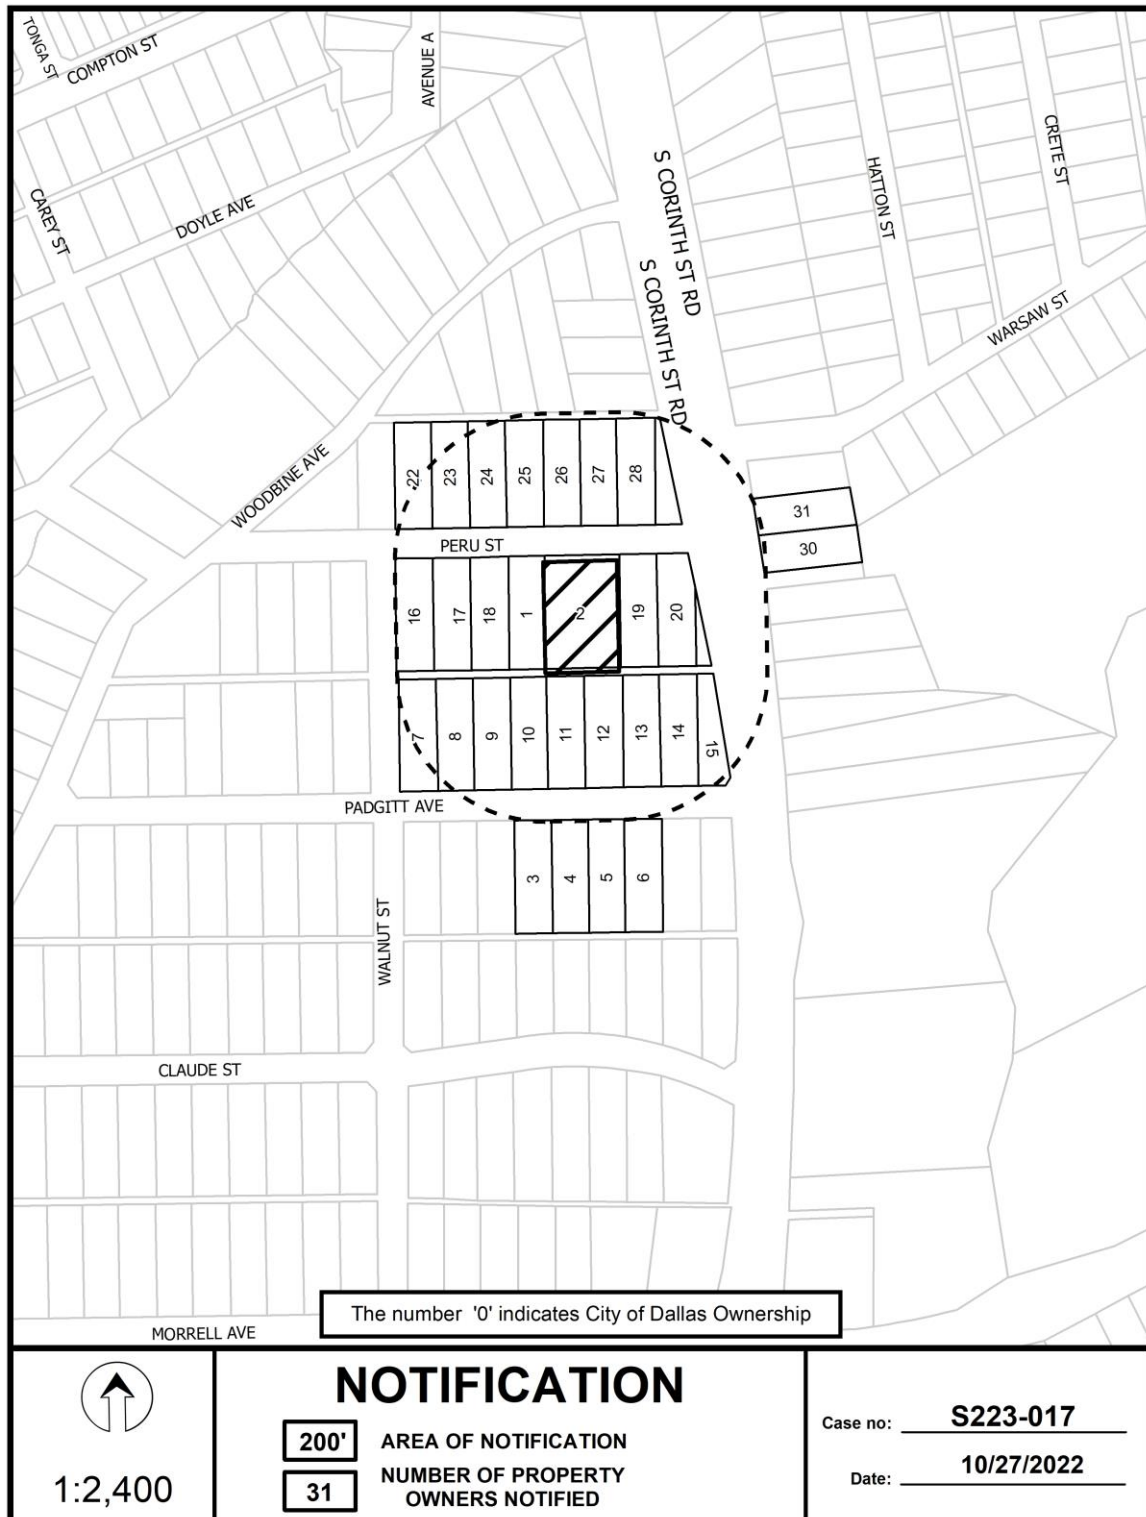 TONGA ST
COMPTON ST
AVENUE A
CAREY ST
DOYLE AVE
S CORINTH ST RD
S CORINTH ST RD
HATTON ST
CRETE ST
WARSAW ST
WOODBINE AVE
22
23
24
25
26
27
28
31
30
PERU ST
16
17
18
1
2
19
20
7
8
9
10
11
12
13
14
15
PADGITT AVE
3
4
5
6
WALNUT ST
CLAUDE ST
MORRELL AVE
The number '0' indicates City of Dallas Ownership
1:2,400
NOTIFICATION
200' AREA OF NOTIFICATION
31 NUMBER OF PROPERTY
OWNERS NOTIFIED
Case no: S223-017
Date: 10/27/2022